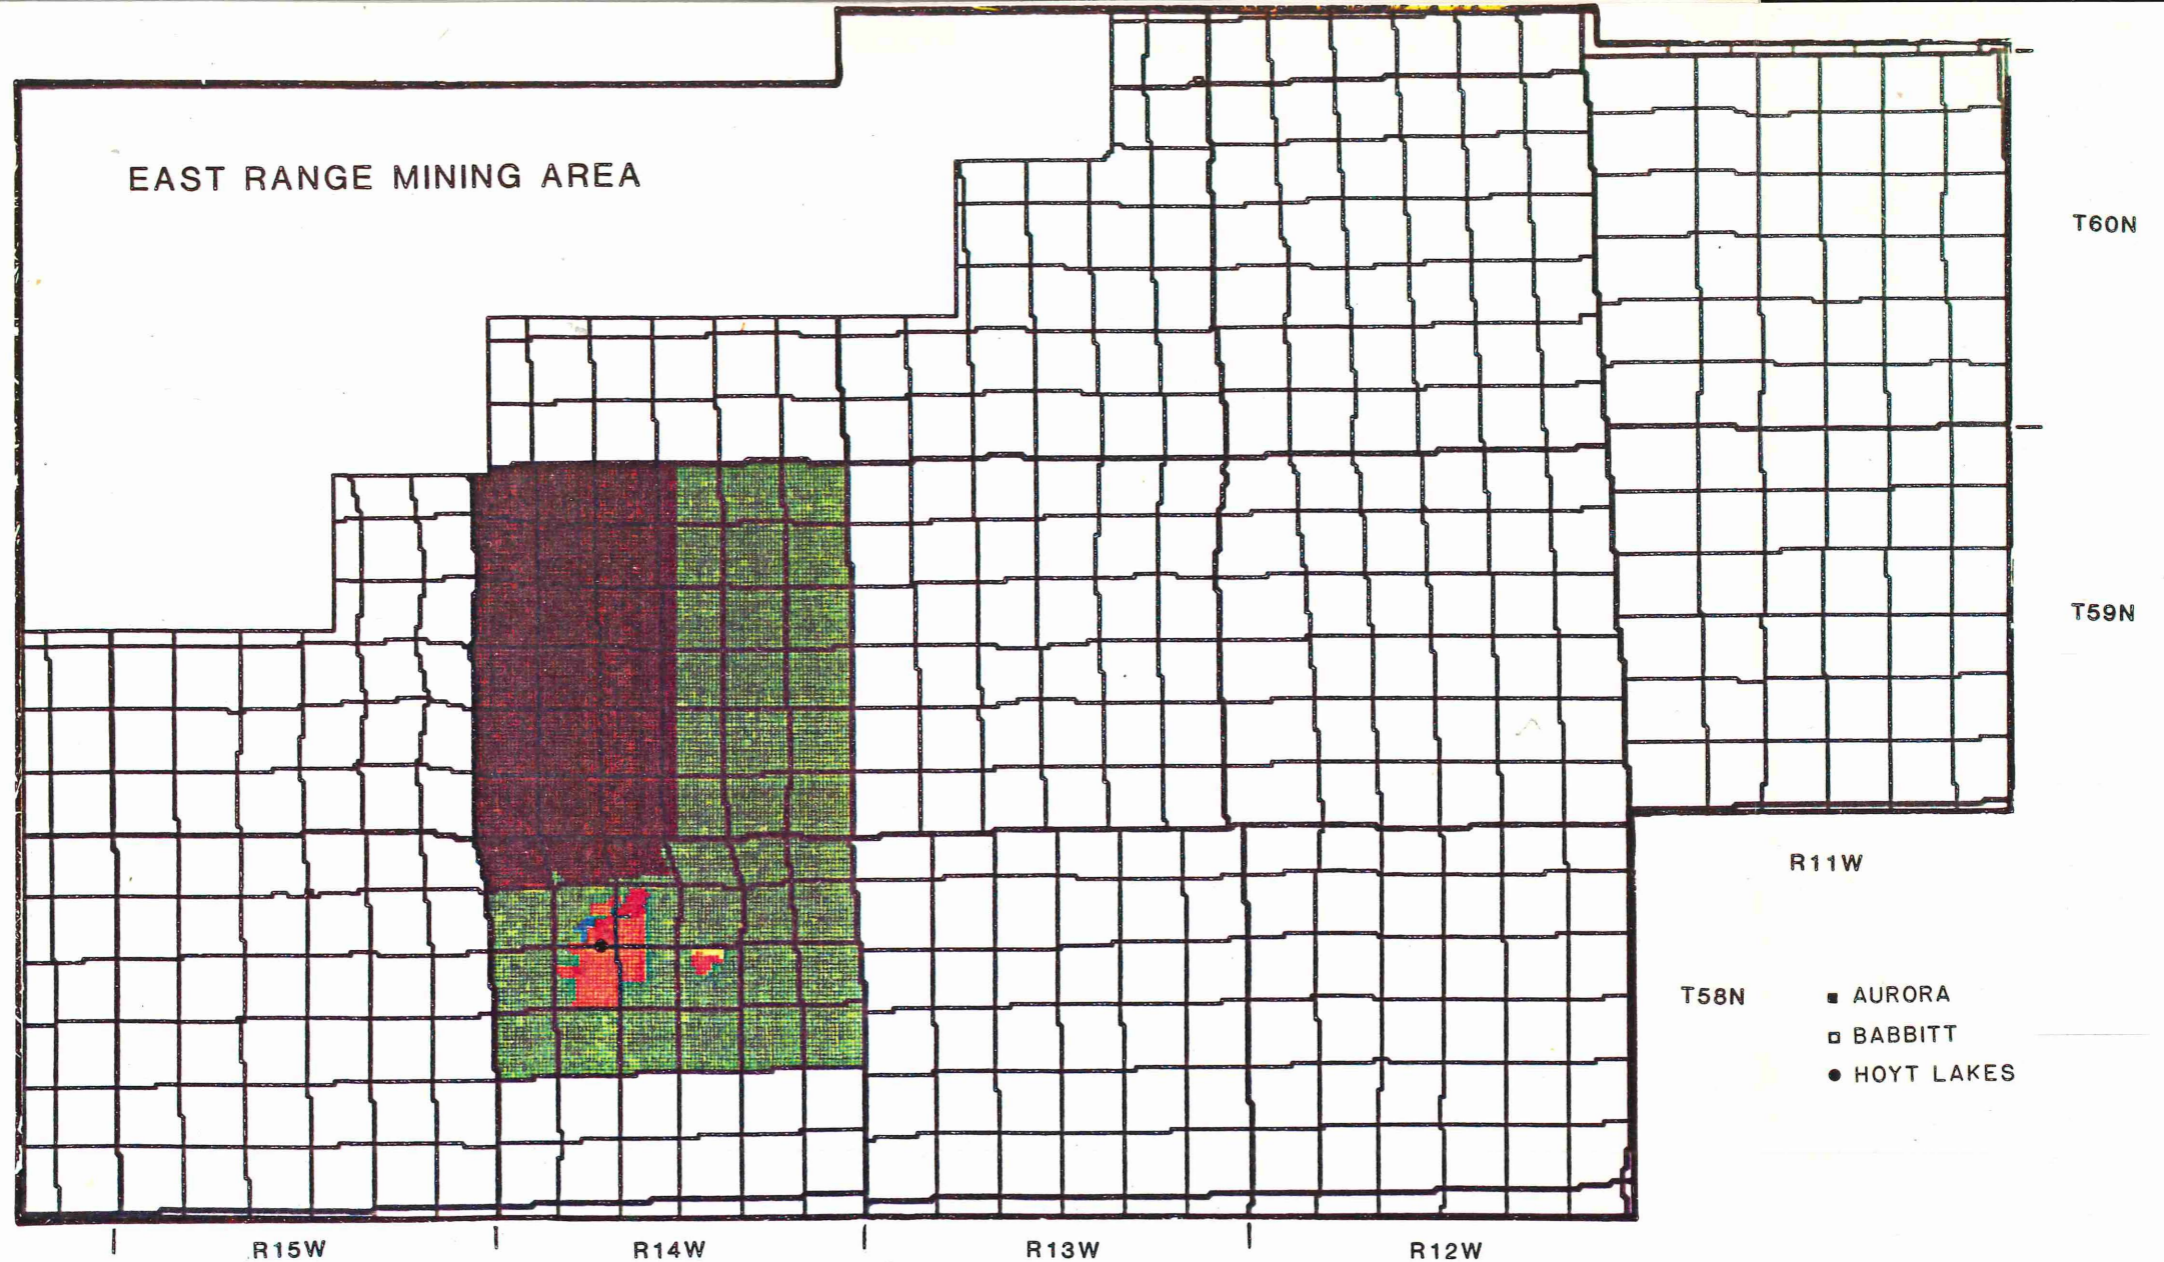 EAST RANGE MINING AREA
T60N
T59N
R11W
T58N
AURORA
BABBITT
HOYT LAKES
R15W
R14W
R13W
R12W